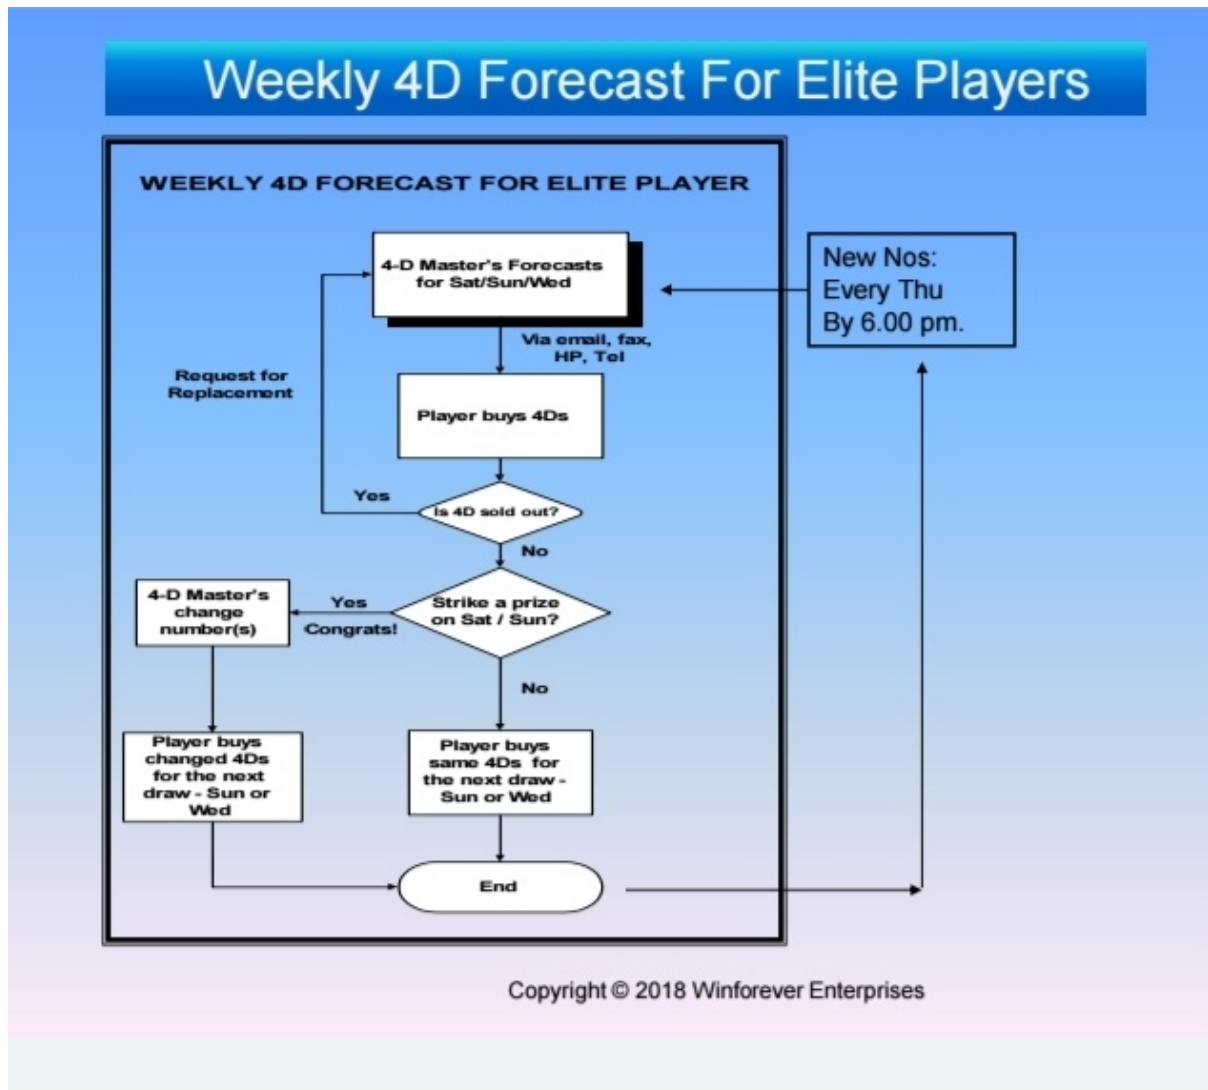 Weekly 4D Forecast For Elite Players
WEEKLY 4D FORECAST FOR ELITE PLAYER
4-D Master's Forecasts
for Sat/Sun/Wed
New Nos:
Every Thu
By 6.00 pm.
Via email, fax,
HP, Tel
Request for
Replacement
Player buys 4Ds
Yes
Is 4D sold out?
No
4-D Master's
change
number(s)
Yes
Congrats!
Strike a prize
on Sat / Sun?
No
Player buys
changed 4Ds
for the next
draw - Sun or
Wed
Player buys
same 4Ds for
the next draw -
Sun or Wed
End
Copyright © 2018 Winforever Enterprises